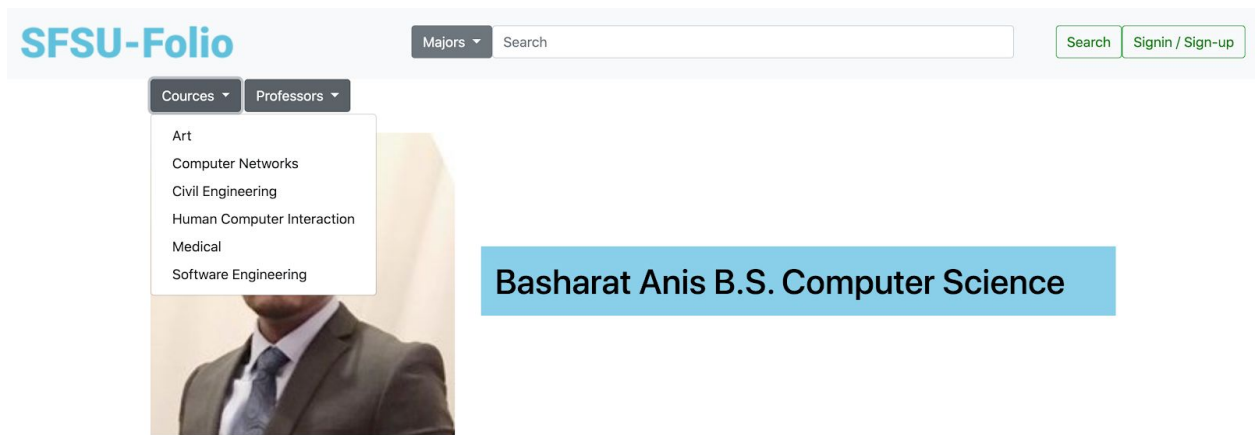 SFSU-Folio
Majors
Search
Search
Signin / Sign-up
Cources
Professors
Art
Computer Networks
Civil Engineering
Human Computer Interaction
Medical
Software Engineering
Basharat Anis B.S. Computer Science